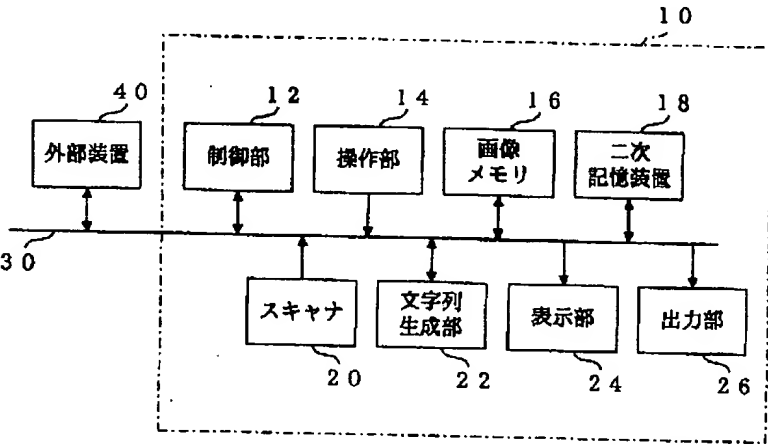 10
40
12
14
16
18
外部装置
制御部
操作部
画像
メモリ
二次
記憶装置
30
スキャナ
文字列
生成部
表示部
出力部
20
22
24
26